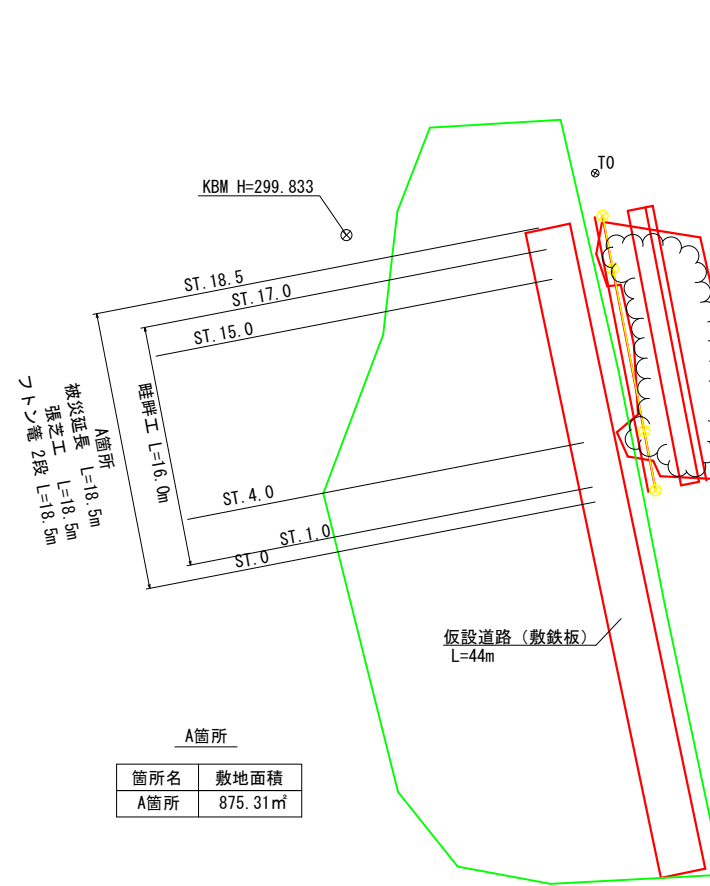 T0
KBM H=299.833
ST.18.5
ST.17.0
ST.15.0
A箇所
被災延長 L=18.5m
張芝工 L=18.5m
フトン篭 2段 L=18.5m
畦畔工 L=16.0m
ST.4.0
ST.1.0
ST.0
仮設道路（敷鉄板）
L=44m
A箇所
箇所名 敷地面積
A箇所 875.31㎡